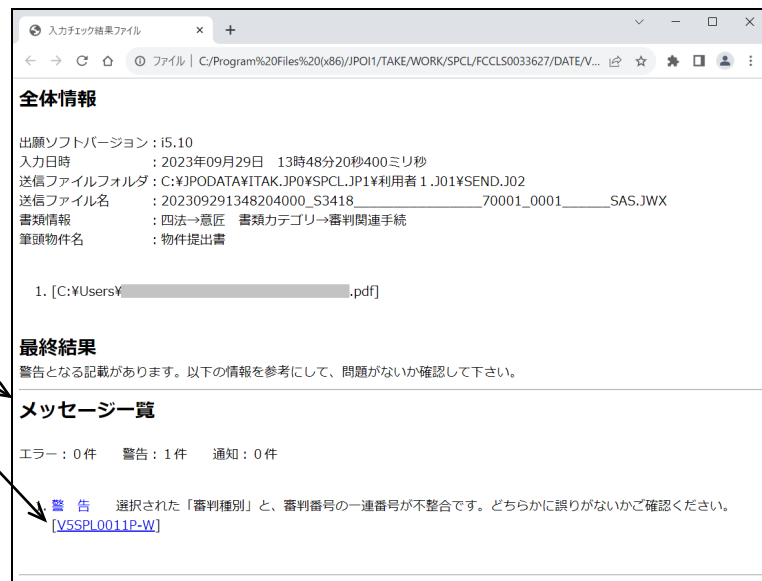 入力チェック結果ファイル
ファイル | C:/Program%20Files%20(x86)/JPOI1/TAKE/WORK/SPCL/FCCLS0033627/DATE/V...
全体情報
出願ソフトバージョン：i5.10
入力日時　　　　　：2023年09月29日　13時48分20秒400ミリ秒
送信ファイルフォルダ：C:¥JPODATA¥ITAK.JP0¥SPCL.JP1¥利用者１.J01¥SEND.J02
送信ファイル名　　：202309291348204000_S3418_________________70001_0001______SAS.JWX
書類情報　　　　　：四法→意匠　書類カテゴリ→審判関連手続
筆頭物件名　　　　：物件提出書
1. [C:¥Users¥ .pdf]
最終結果
警告となる記載があります。以下の情報を参考にして、問題がないか確認して下さい。
メッセージ一覧
エラー：０件　　警告：１件　　通知：０件
1. 警　告　　選択された「審判種別」と、審判番号の一連番号が不整合です。どちらかに誤りがないかご確認ください。
[V5SPL0011P-W]